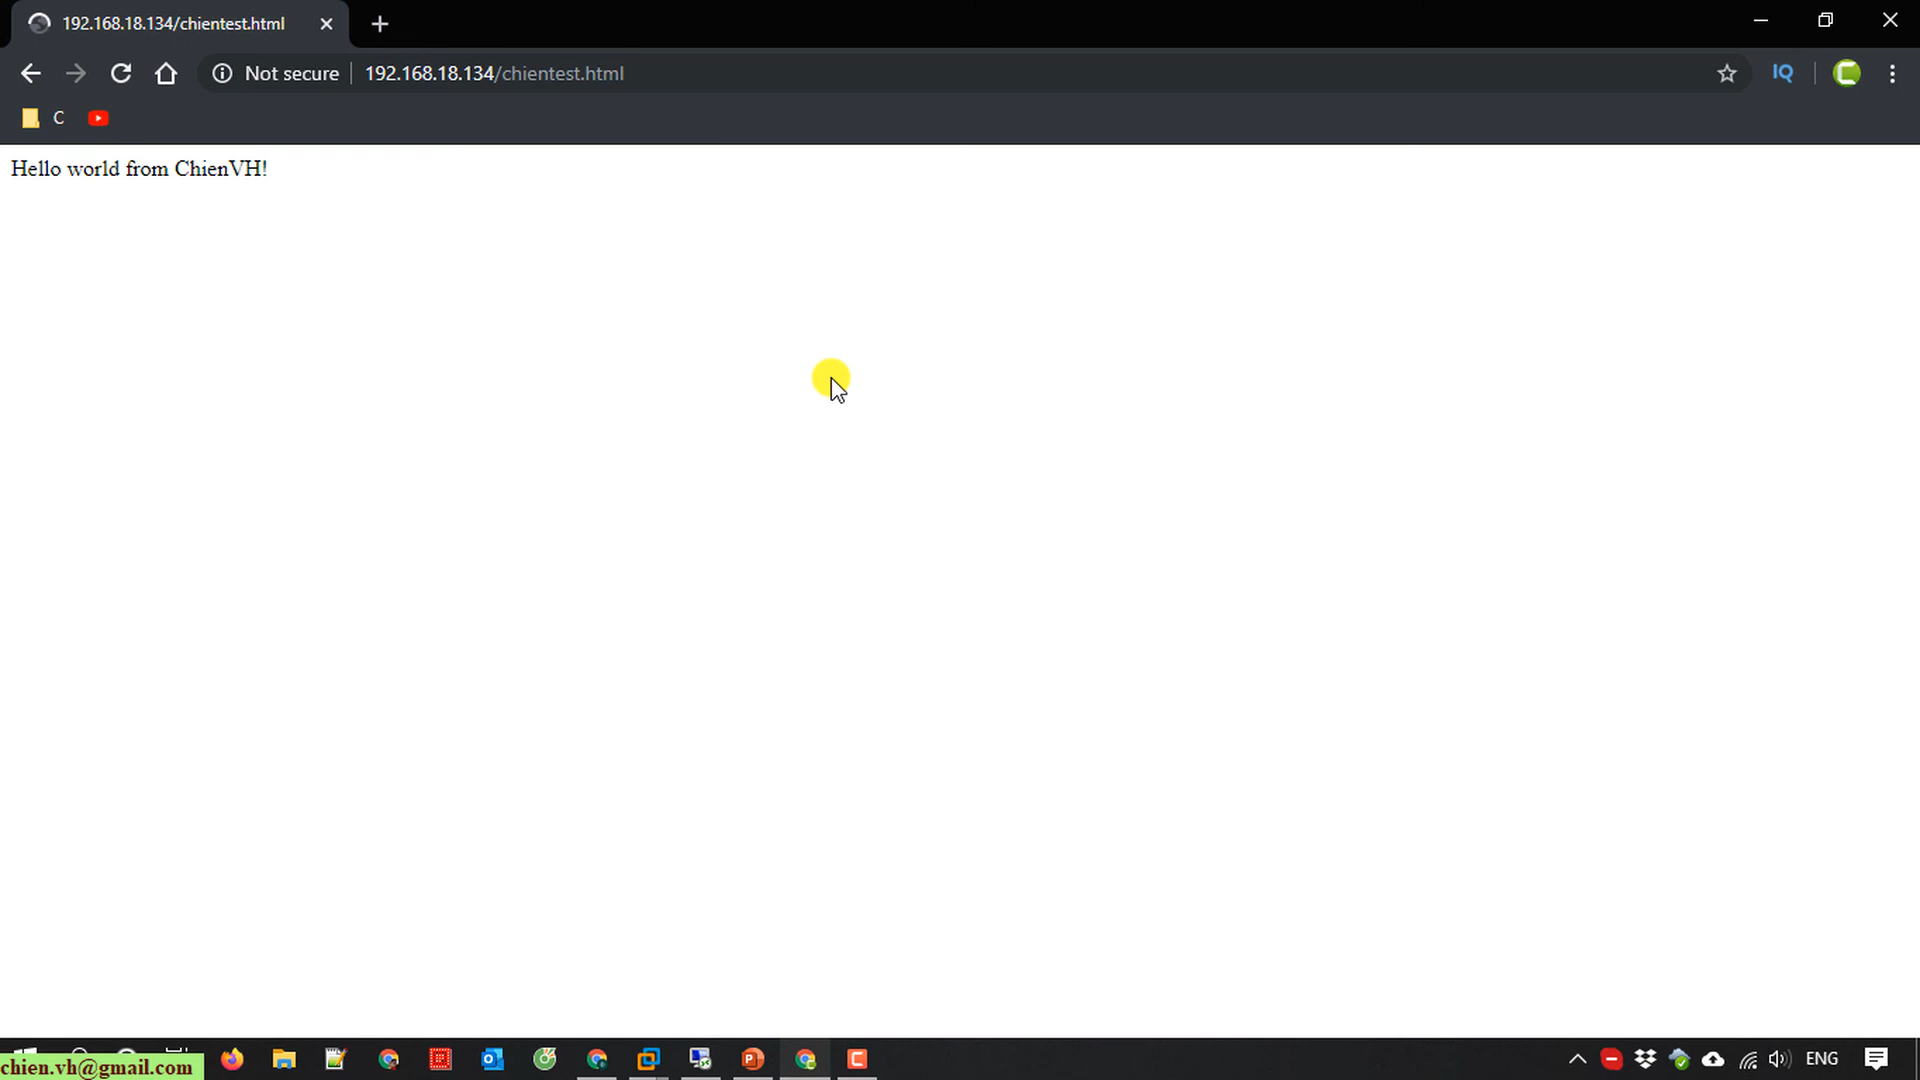 192.168.18.134/chientest.html
Not secure
192.168.18.134/chientest.html
IQ
C
Hello world from ChienVH!
chien.vh@gmail.com
ENG